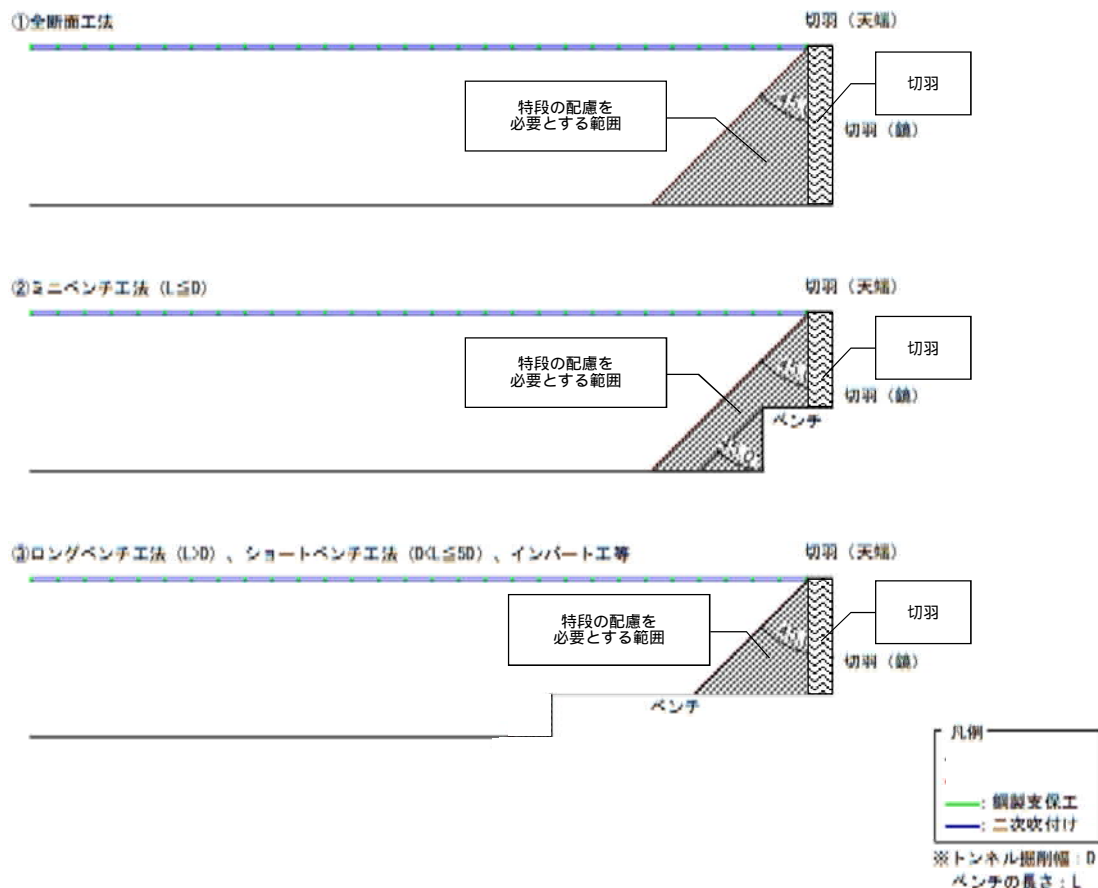 ①全断面工法
切羽（天端）
特段の配慮を
必要とする範囲
切羽
切羽（鏡）
45°
②ミニベンチ工法（L≦D）
切羽（天端）
特段の配慮を
必要とする範囲
切羽
切羽（鏡）
45°
ベンチ
45°
③ロングベンチ工法（L>D）、ショートベンチ工法（D<L≦5D）、インバート工等
切羽（天端）
特段の配慮を
必要とする範囲
切羽
切羽（鏡）
45°
ベンチ
凡例
：鋼製支保工
：二次吹付け
※トンネル掘削幅：D
ベンチの長さ：L